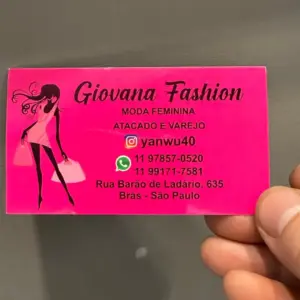 Giovana Fashion
MODA FEMININA
ATACADO E VAREJO
yanwu40
11 97857-0520
11 99171-7581
Rua Barão de Ladário, 635
Brás - São Paulo